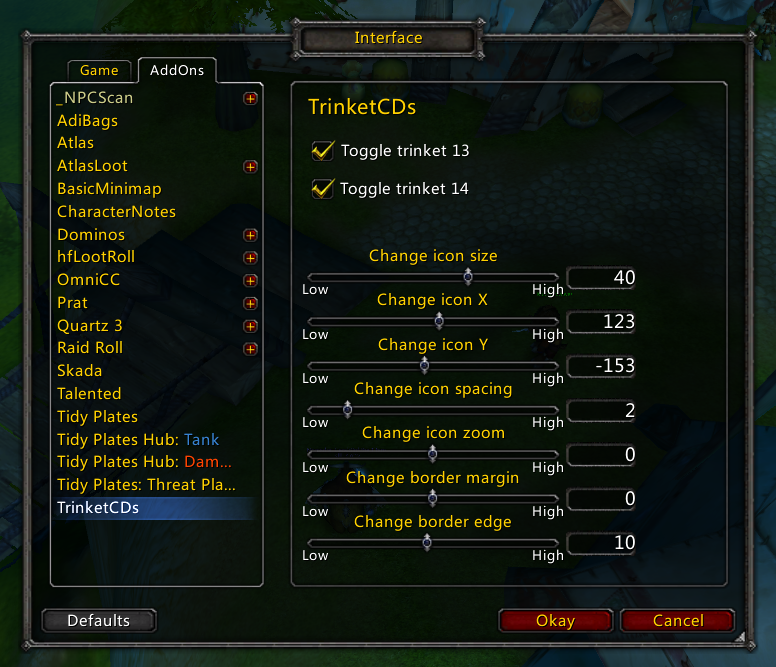 Interface
Game
AddOns
_NPCScan
AdiBags
Atlas
AtlasLoot
BasicMinimap
CharacterNotes
Dominos
hfLootRoll
OmniCC
Prat
Quartz 3
Raid Roll
Skada
Talented
Tidy Plates
Tidy Plates Hub: Tank
Tidy Plates Hub: Dam...
Tidy Plates: Threat Pla...
TrinketCDs
TrinketCDs
Toggle trinket 13
Toggle trinket 14
Change icon size
Low High 40
Change icon X
Low High 123
Change icon Y
Low High -153
Change icon spacing
Low High 2
Change icon zoom
Low High 0
Change border margin
Low High 0
Change border edge
Low High 10
Defaults
Okay
Cancel